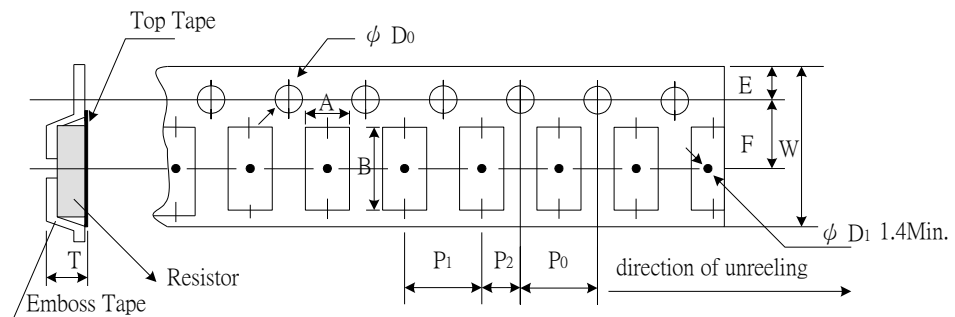 Top Tape
ϕ D0
E
A
F
W
B
ϕ D1 1.4Min.
T
P1
P2
P0
direction of unreeling
Resistor
Emboss Tape